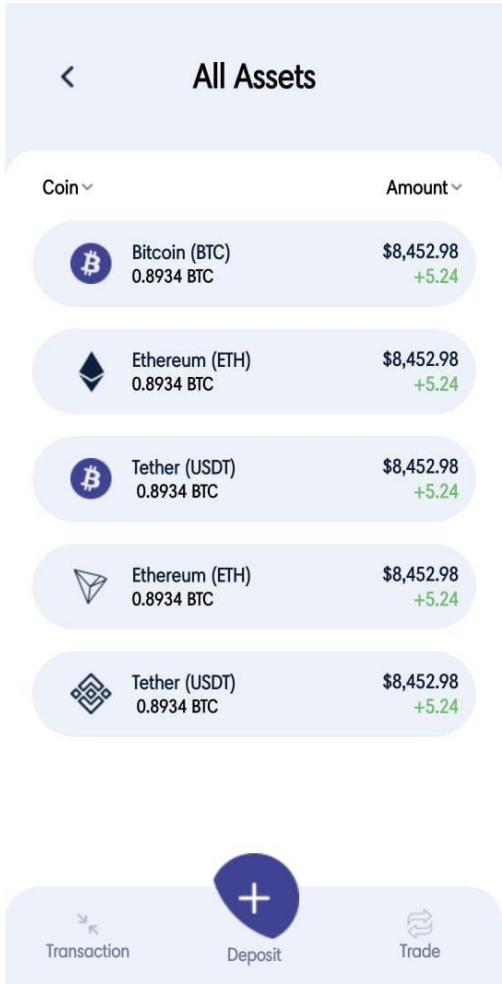 All Assets
Coin Amount
Bitcoin (BTC) $8,452.98
0.8934 BTC +5.24
Ethereum (ETH) $8,452.98
0.8934 BTC +5.24
Tether (USDT) $8,452.98
0.8934 BTC +5.24
Ethereum (ETH) $8,452.98
0.8934 BTC +5.24
Tether (USDT) $8,452.98
0.8934 BTC +5.24
Transaction Deposit Trade